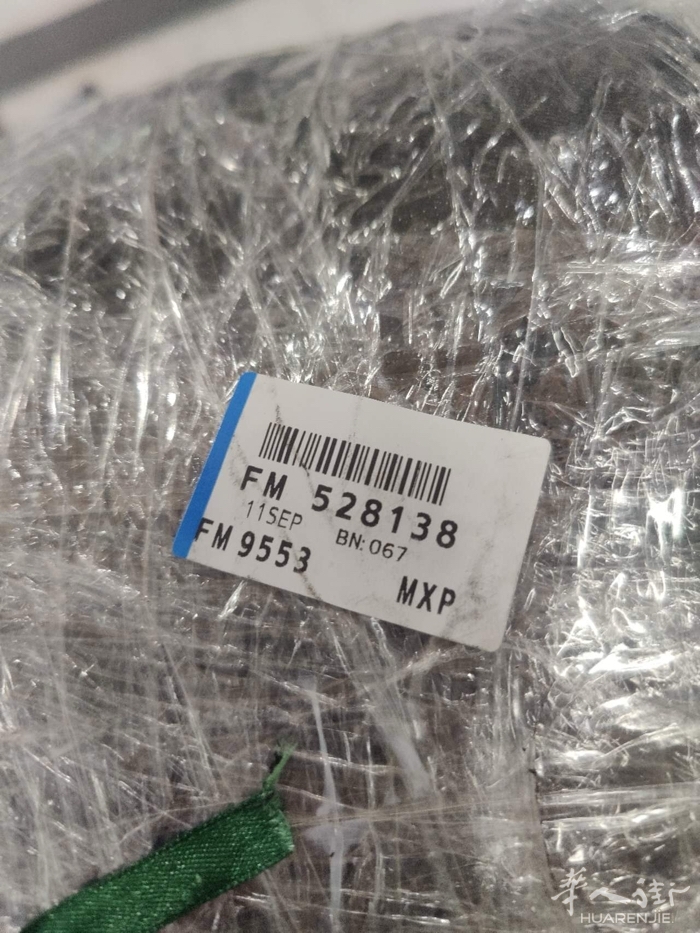 FM 528138
11SEP BN: 067
FM 9553
MXP
华人街
HUARENJIE.